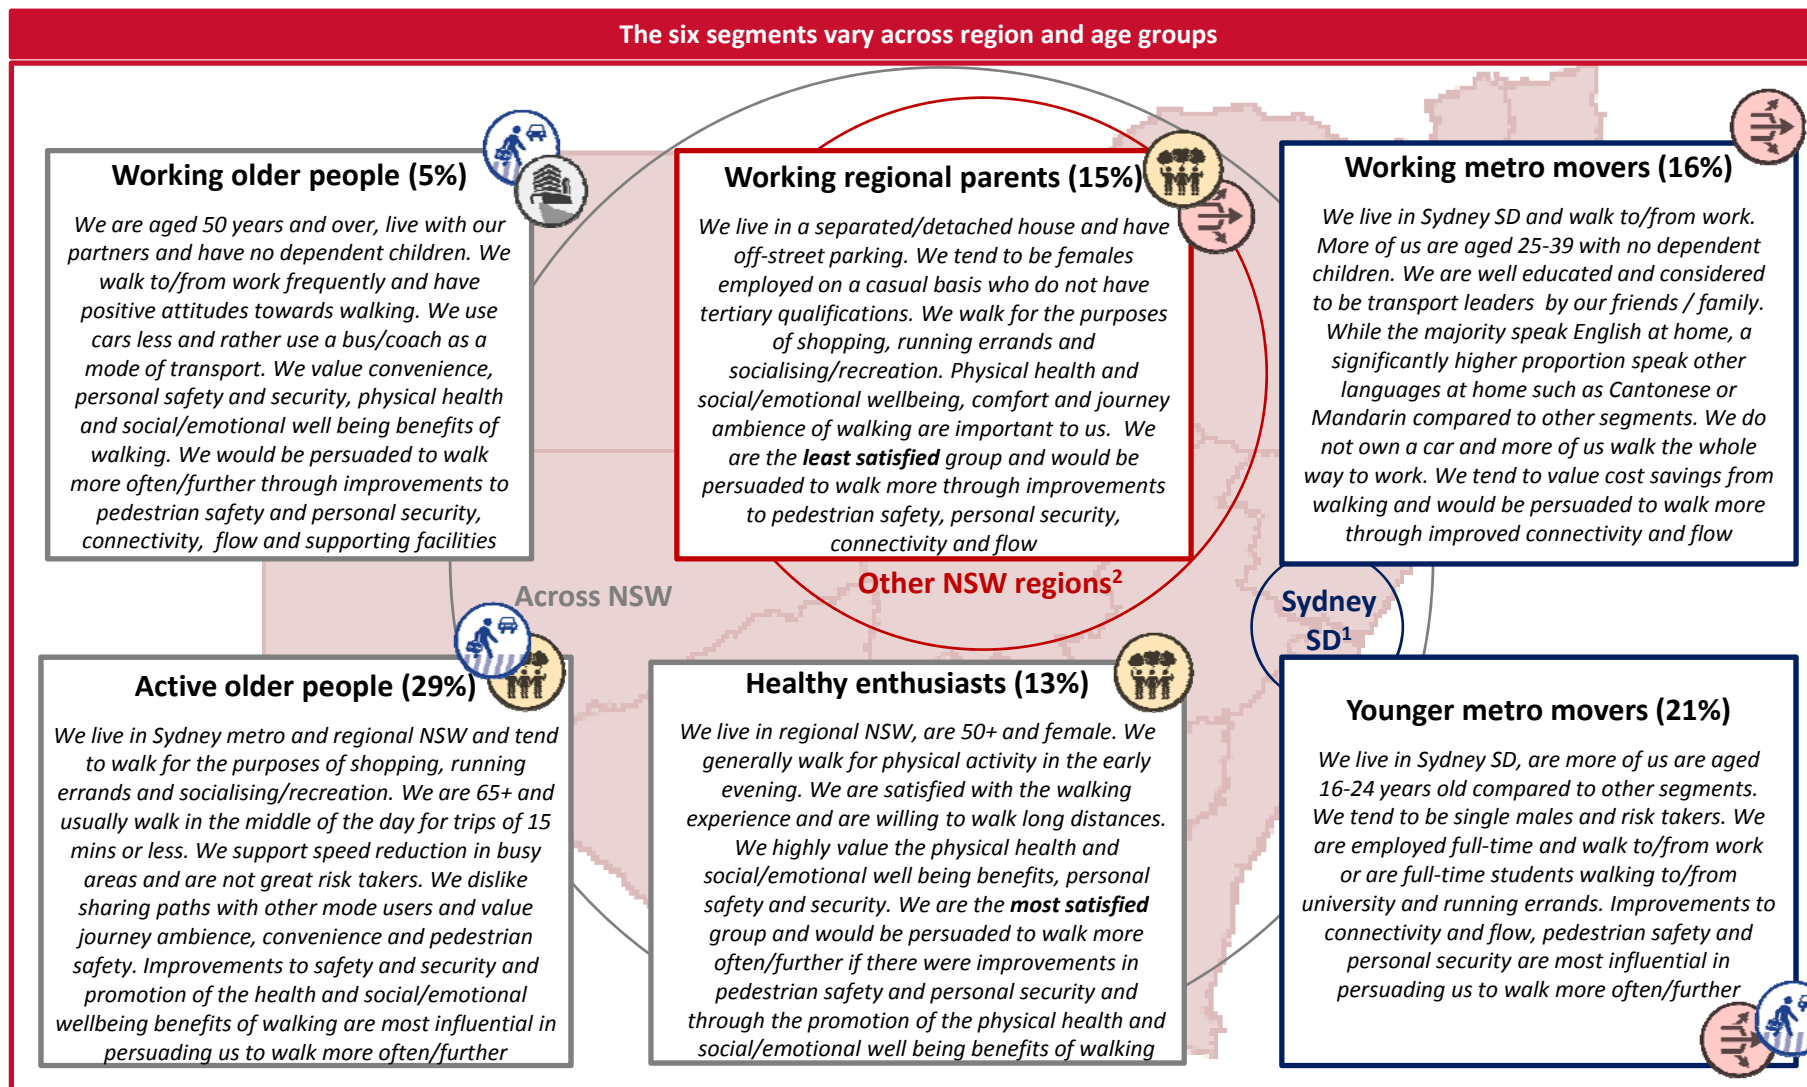 The six segments vary across region and age groups
Working older people (5%)
We are aged 50 years and over, live with our
partners and have no dependent children. We
walk to/from work frequently and have
positive attitudes towards walking. We use
cars less and rather use a bus/coach as a
mode of transport. We value convenience,
personal safety and security, physical health
and social/emotional well being benefits of
walking. We would be persuaded to walk
more often/further through improvements to
pedestrian safety and personal security,
connectivity, flow and supporting facilities
Working regional parents (15%)
We live in a separated/detached house and have
off-street parking. We tend to be females
employed on a casual basis who do not have
tertiary qualifications. We walk for the purposes
of shopping, running errands and
socialising/recreation. Physical health and
social/emotional wellbeing, comfort and journey
ambience of walking are important to us. We
are the least satisfied group and would be
persuaded to walk more through improvements
to pedestrian safety, personal security,
connectivity and flow
Working metro movers (16%)
We live in Sydney SD and walk to/from work.
More of us are aged 25-39 with no dependent
children. We are well educated and considered
to be transport leaders by our friends / family.
While the majority speak English at home, a
significantly higher proportion speak other
languages at home such as Cantonese or
Mandarin compared to other segments. We do
not own a car and more of us walk the whole
way to work. We tend to value cost savings from
walking and would be persuaded to walk more
through improved connectivity and flow
Across NSW
Other NSW regions²
Sydney
SD¹
Active older people (29%)
We live in Sydney metro and regional NSW and tend
to walk for the purposes of shopping, running
errands and socialising/recreation. We are 65+ and
usually walk in the middle of the day for trips of 15
mins or less. We support speed reduction in busy
areas and are not great risk takers. We dislike
sharing paths with other mode users and value
journey ambience, convenience and pedestrian
safety. Improvements to safety and security and
promotion of the health and social/emotional
wellbeing benefits of walking are most influential in
persuading us to walk more often/further
Healthy enthusiasts (13%)
We live in regional NSW, are 50+ and female. We
generally walk for physical activity in the early
evening. We are satisfied with the walking
experience and are willing to walk long distances.
We highly value the physical health and
social/emotional well being benefits, personal
safety and security. We are the most satisfied
group and would be persuaded to walk more
often/further if there were improvements in
pedestrian safety and personal security and
through the promotion of the physical health and
social/emotional well being benefits of walking
Younger metro movers (21%)
We live in Sydney SD, are more of us are aged
16-24 years old compared to other segments.
We tend to be single males and risk takers. We
are employed full-time and walk to/from work
or are full-time students walking to/from
university and running errands. Improvements to
connectivity and flow, pedestrian safety and
personal security are most influential in
persuading us to walk more often/further